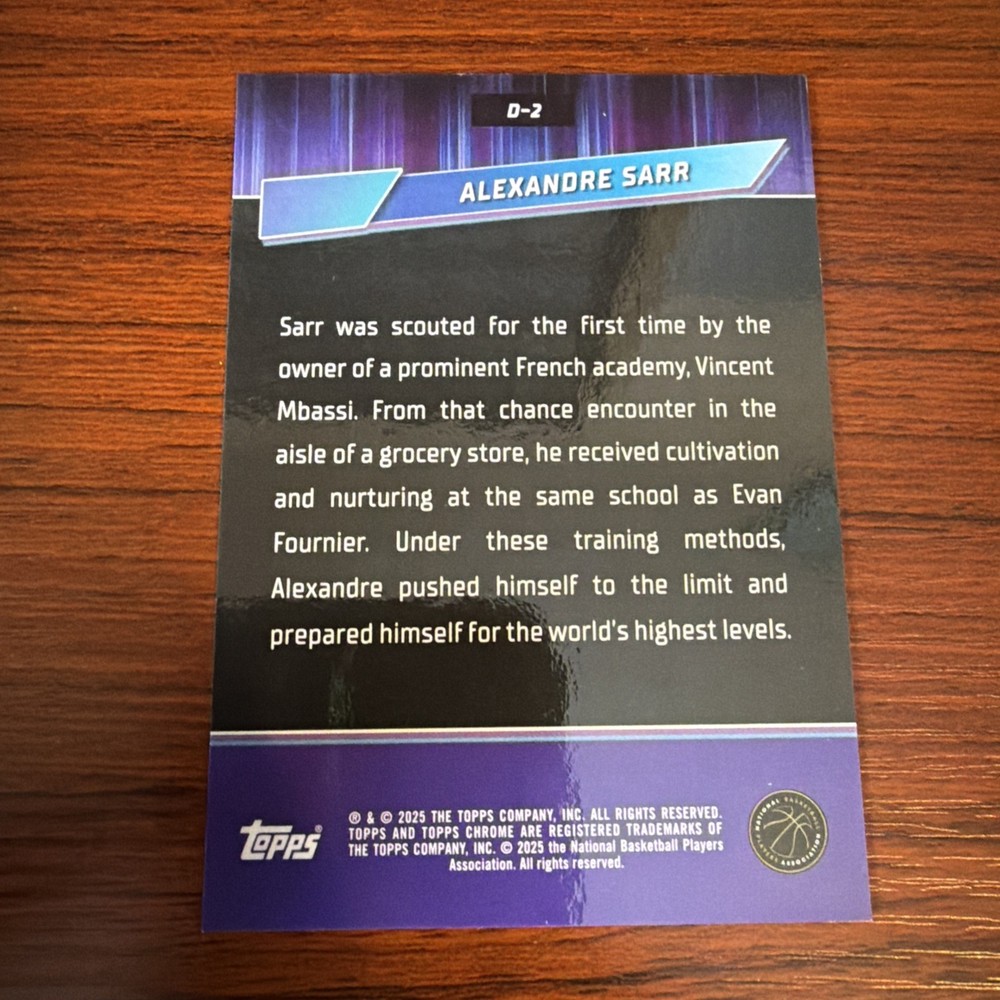 D-2
ALEXANDRE SARR
Sarr was scouted for the first time by the
owner of a prominent French academy, Vincent
Mbassi. From that chance encounter in the
aisle of a grocery store, he received cultivation
and nurturing at the same school as Evan
Fournier. Under these training methods,
Alexandre pushed himself to the limit and
prepared himself for the world's highest levels.
Topps®
® & © 2025 THE TOPPS COMPANY, INC. ALL RIGHTS RESERVED.
TOPPS AND TOPPS CHROME ARE REGISTERED TRADEMARKS OF
THE TOPPS COMPANY, INC. © 2025 the National Basketball Players
Association. All rights reserved.
NATIONAL BASKETBALL
PLAYERS ASSOCIATION